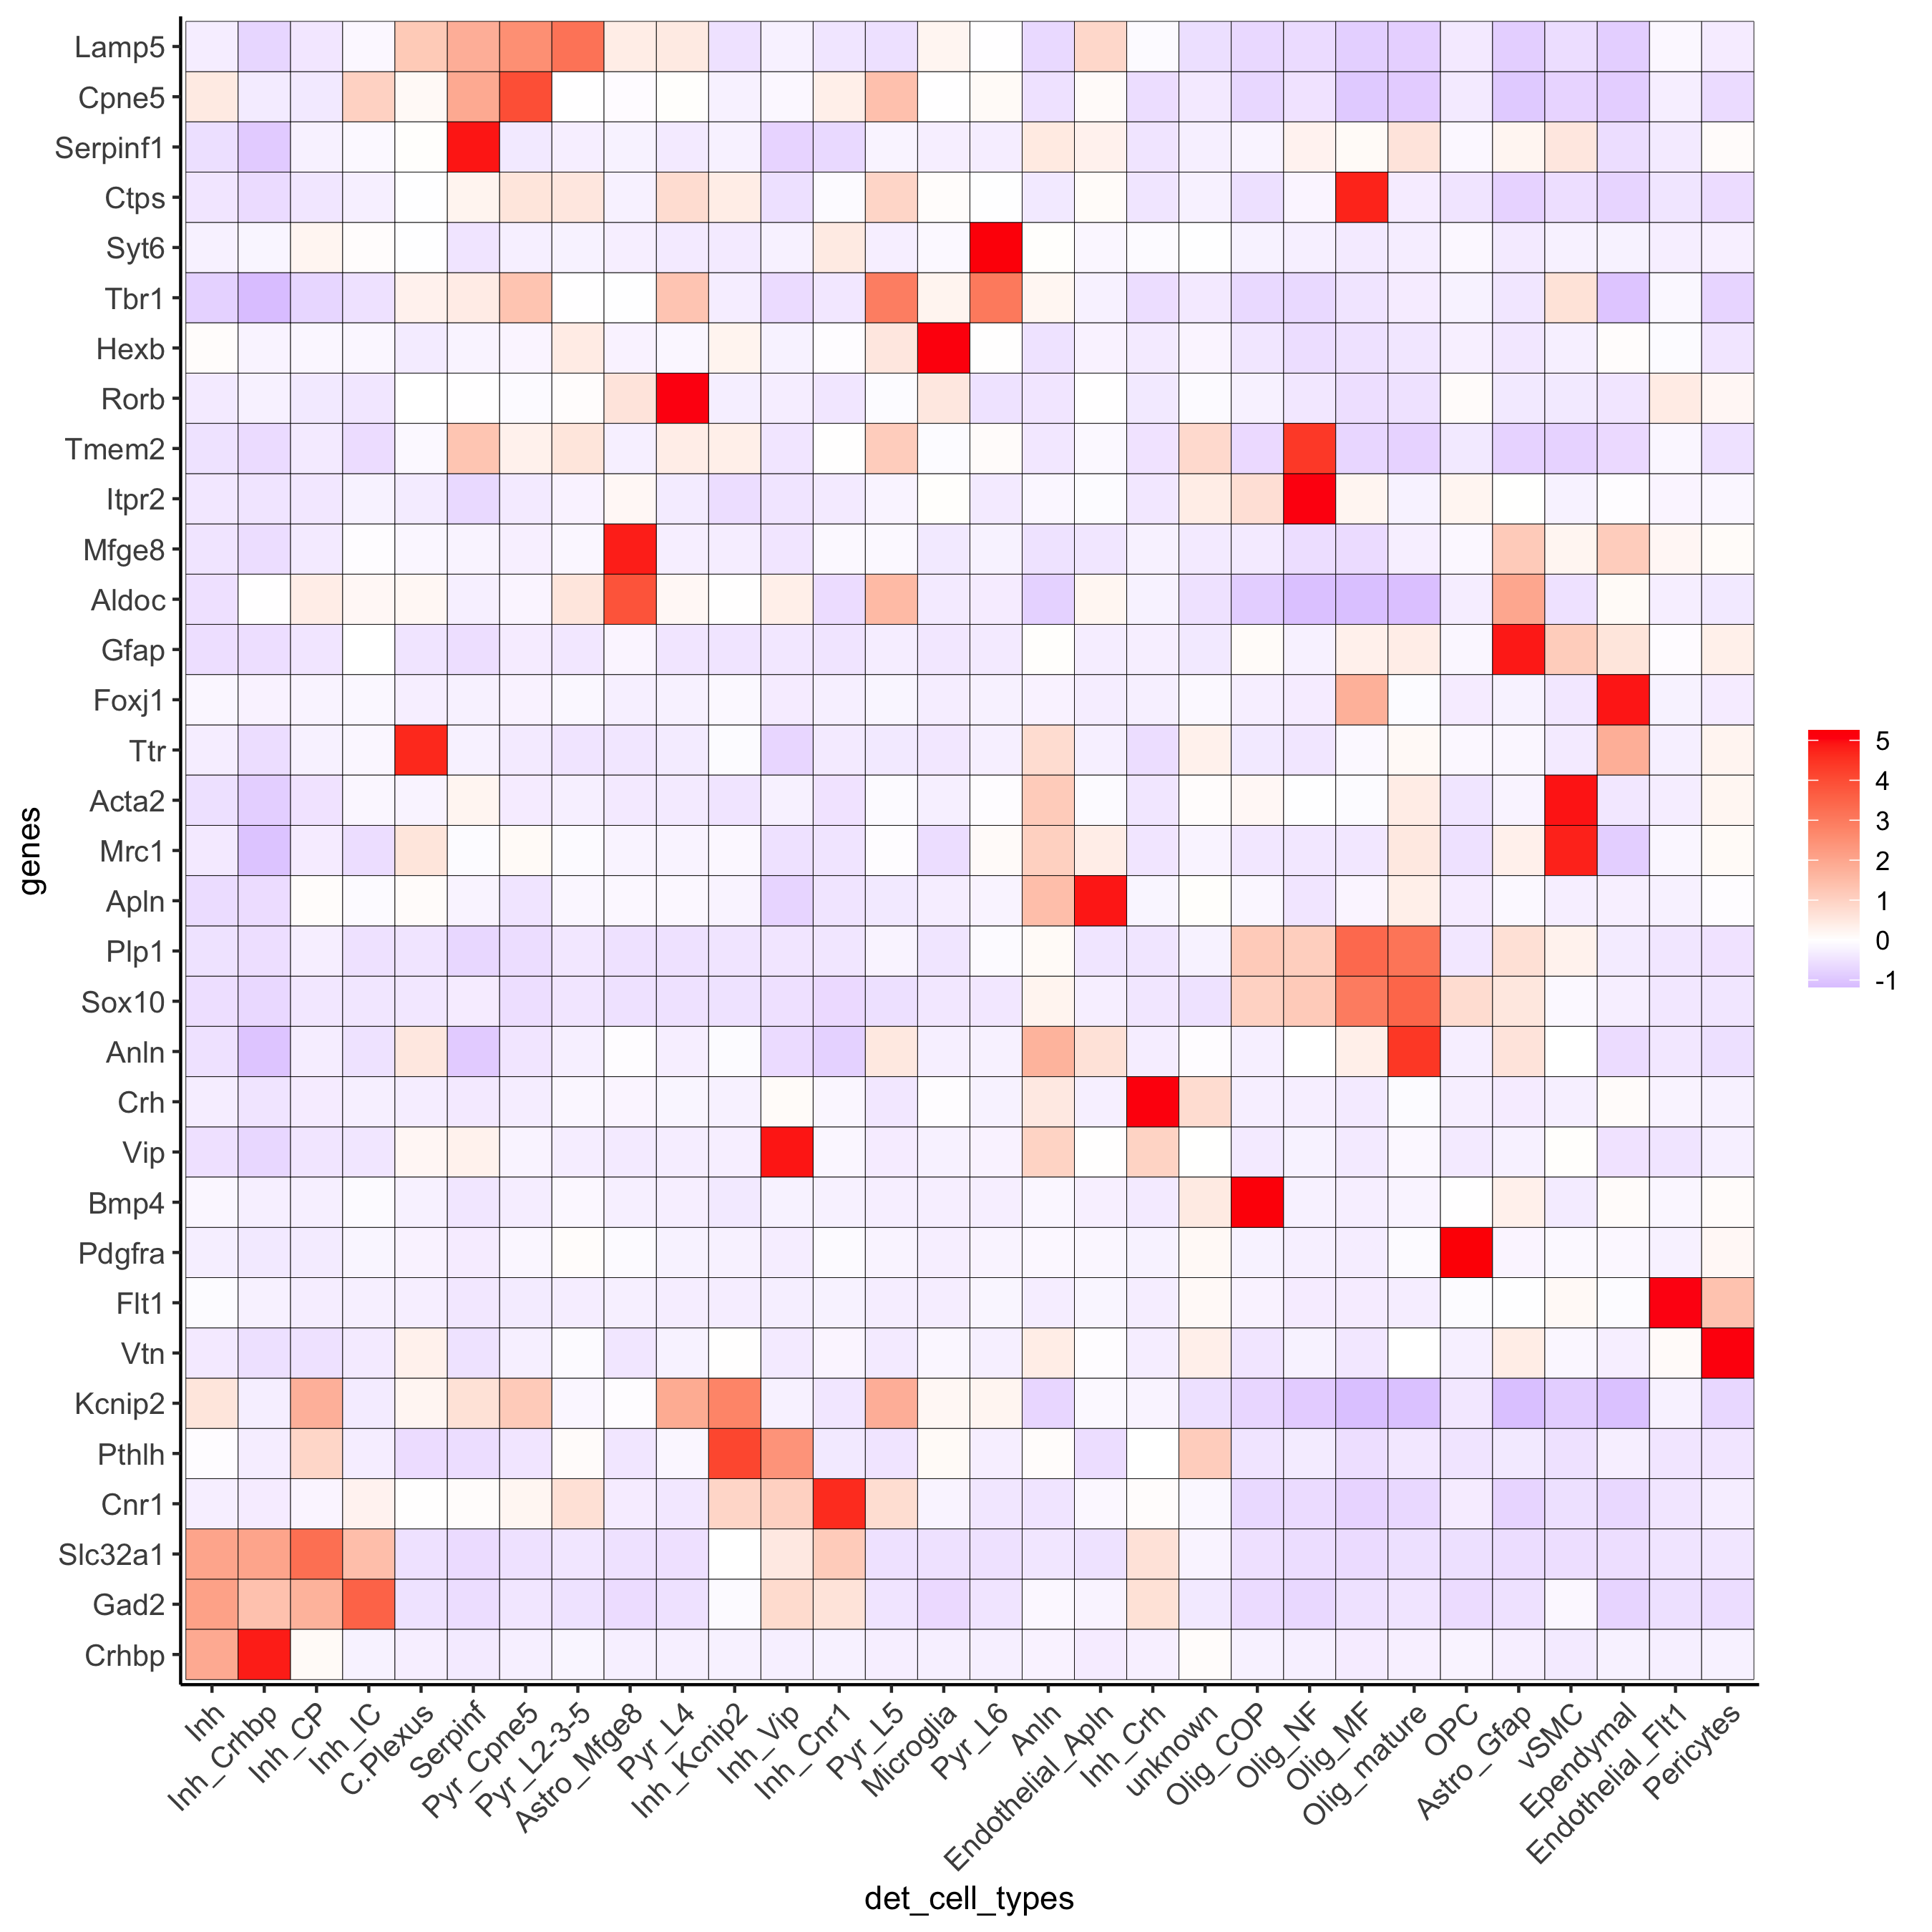 Lamp5
Cpne5
Serpinf1
Ctps
Syt6
Tbr1
Hexb
Rorb
Tmem2
Itpr2
Mfge8
Aldoc
Gfap
Foxj1
Ttr
Acta2
Mrc1
Apln
Plp1
Sox10
Anln
Crh
Vip
Bmp4
Pdgfra
Flt1
Vtn
Kcnip2
Pthlh
Cnr1
Slc32a1
Gad2
Crhbp
genes
Inh
Inh_Crhbp
Inh_CP
Inh_IC
C.Plexus
Serpinf
Pyr_Cpne5
Pyr_L2-3-5
Astro_Mfge8
Pyr_L4
Inh_Kcnip2
Inh_Vip
Inh_Cnr1
Pyr_L5
Microglia
Pyr_L6
Anln
Endothelial_Apln
Inh_Crh
unknown
Olig_COP
Olig_NF
Olig_MF
Olig_mature
OPC
Astro_Gfap
vSMC
Ependymal
Endothelial_Flt1
Pericytes
det_cell_types
5
4
3
2
1
0
-1